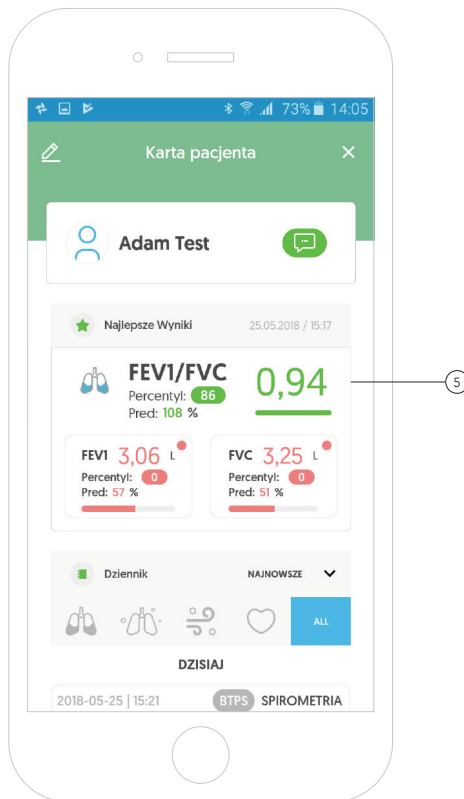 73% 14:05
Karta pacjenta
Adam Test
Najlepsze Wyniki 25.05.2018 / 15:17
FEV1/FVC 0,94
Percentyl: 86
Pred: 108 %
FEV1 3,06 L
Percentyl: 0
Pred: 57 %
FVC 3,25 L
Percentyl: 0
Pred: 51 %
5
Dziennik NAJNOWSZE
ALL
DZISIAJ
2018-05-25 | 15:21 BTPS SPIROMETRIA